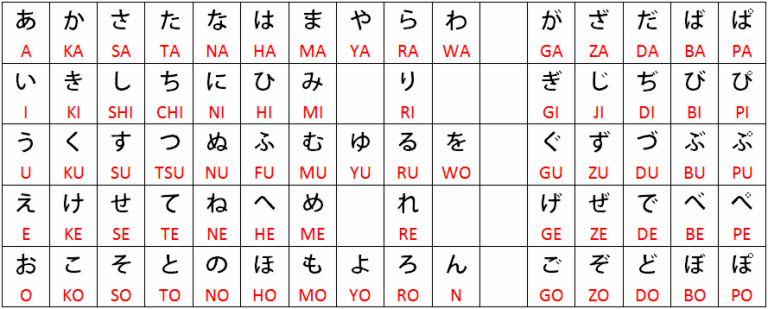 あ か さ た な は ま や ら わ が ざ だ ば ぱ
A KA SA TA NA HA MA YA RA WA GA ZA DA BA PA
い き し ち に ひ み り ぎ じ ぢ び ぴ
I KI SHI CHI NI HI MI RI GI JI DI BI PI
う く す つ ぬ ふ む ゆ る を ぐ ず づ ぶ ぷ
U KU SU TSU NU FU MU YU RU WO GU ZU DU BU PU
え け せ て ね へ め れ げ ぜ で べ ぺ
E KE SE TE NE HE ME RE GE ZE DE BE PE
お こ そ と の ほ も よ ろ ん ご ぞ ど ぼ ぽ
O KO SO TO NO HO MO YO RO N GO ZO DO BO PO